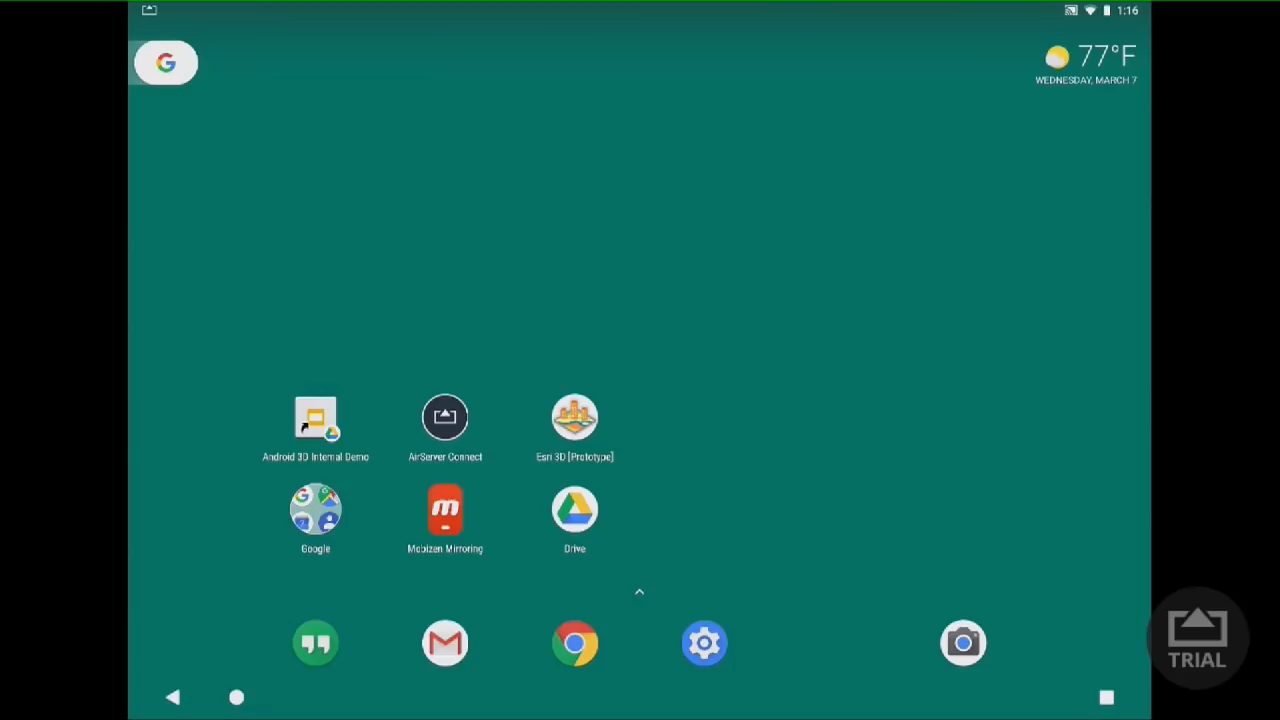 1:16
G
77°F
WEDNESDAY, MARCH 7
Android 3D Internal Demo
AirServer Connect
Esri 3D [Prototype]
Google
Mobizen Mirroring
Drive
TRIAL